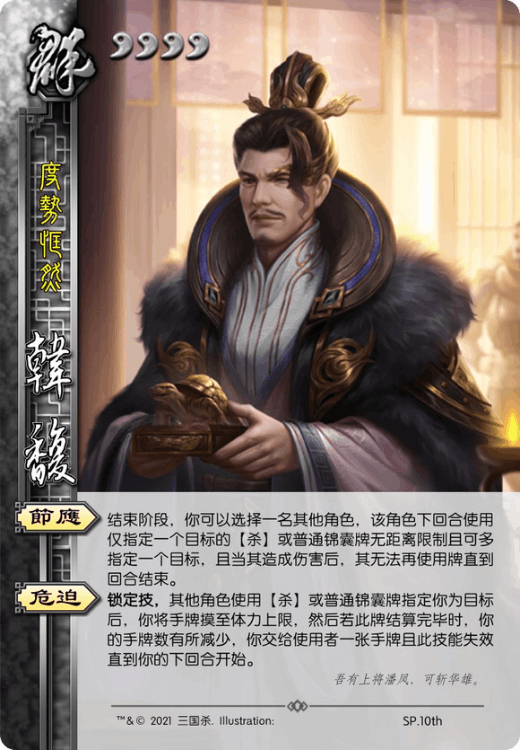 群
度勢恇然
韓馥
節應
结束阶段，你可以选择一名其他角色，该角色下回合使用
仅指定一个目标的【杀】或普通锦囊牌无距离限制且可多
指定一个目标，且当其造成伤害后，其无法再使用牌直到
回合结束。
危迫
锁定技，其他角色使用【杀】或普通锦囊牌指定你为目标
后，你将手牌摸至体力上限，然后若此牌结算完毕时，你
的手牌数有所减少，你交给使用者一张手牌且此技能失效
直到你的下回合开始。
吾有上将潘凤，可斩华雄。
™&© 2021 三国杀. Illustration:
SP.10th